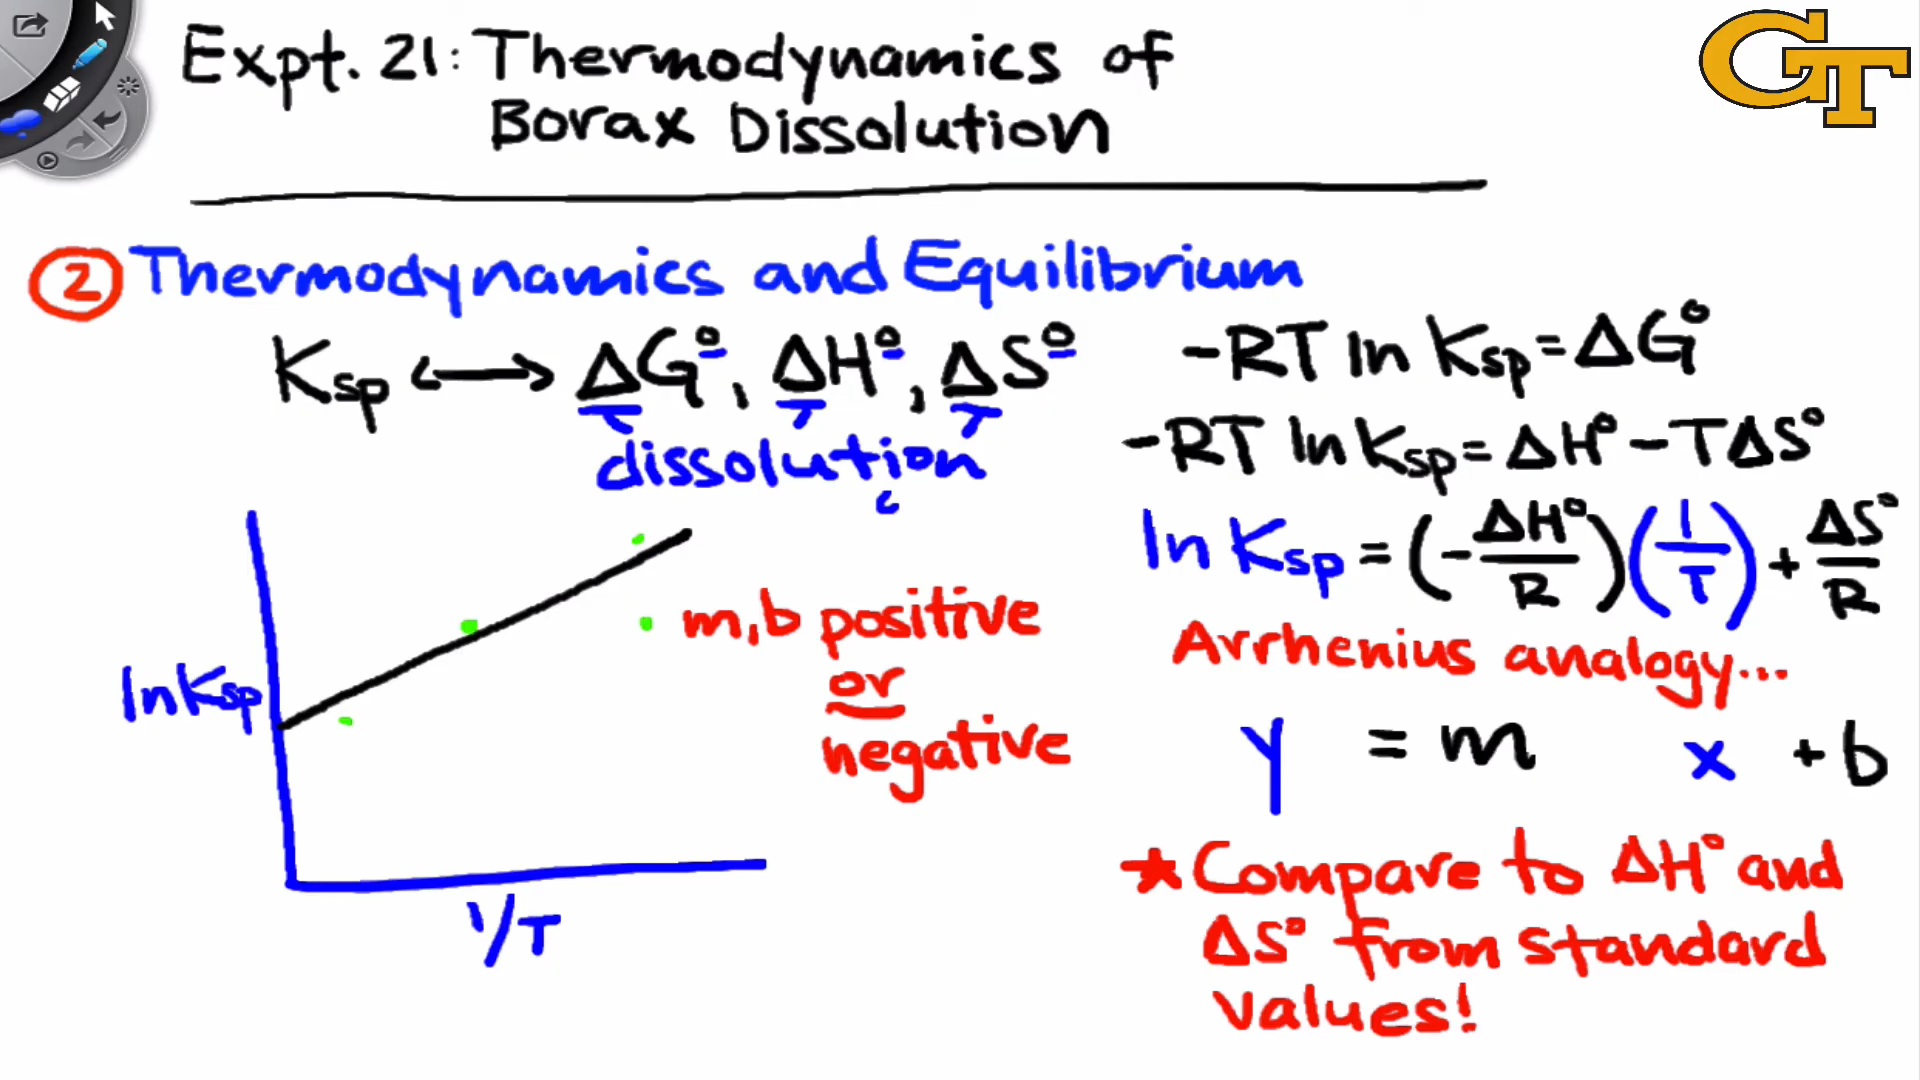 Expt. 21: Thermodynamics of
Borax Dissolution
GT
② Thermodynamics and Equilibrium
Ksp ⟷ ΔG°, ΔH°, ΔS°
dissolution
-RT ln Ksp = ΔG°
-RT ln Ksp = ΔH° - TΔS°
ln Ksp = (-ΔH°/R)(1/T) + ΔS°/R
Arrhenius analogy...
y = m x + b
* Compare to ΔH° and
ΔS° from standard
values!
ln Ksp
1/T
m, b positive
or
negative